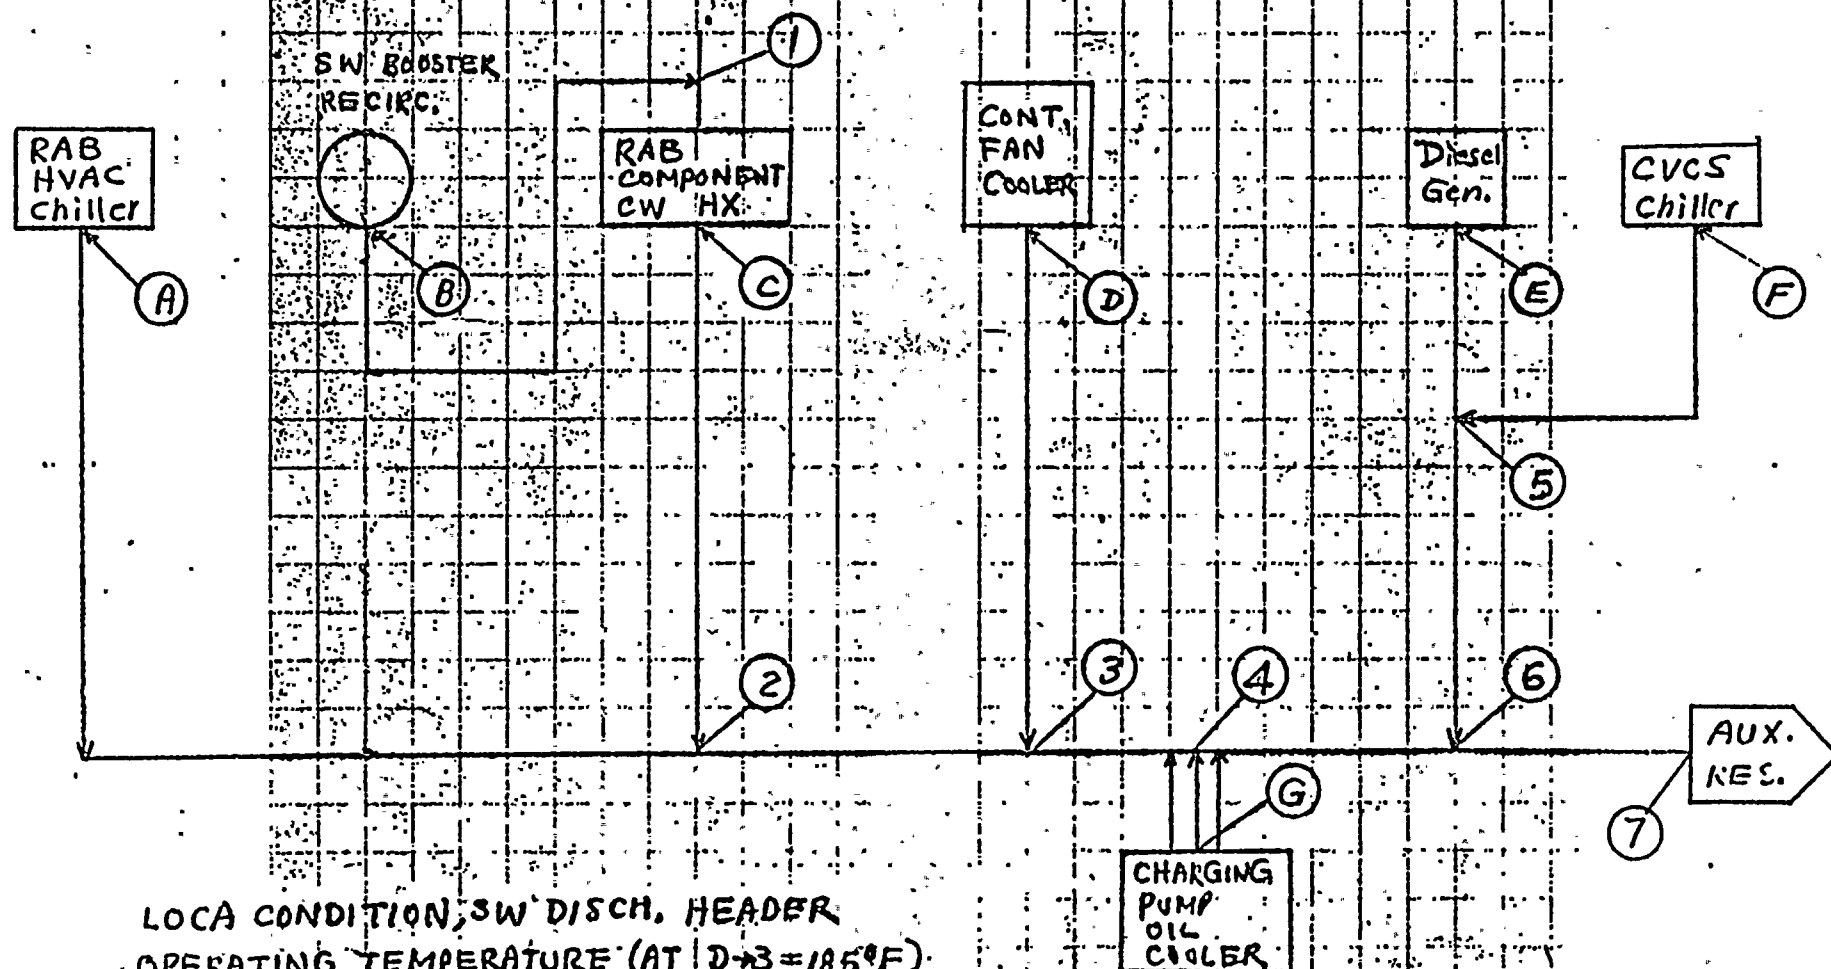 SW BOOSTER
RECIRC.
1
RAB
HVAC
Chiller
RAB
COMPONENT
CW HX
CONT.
FAN
COOLER
Diesel
Gen.
CVCS
Chiller
A
B
C
D
E
F
5
2
3
4
6
AUX.
RES.
G
7
CHARGING
PUMP
OIL
COOLER
LOCA CONDITION, SW DISCH. HEADER
OPERATING TEMPERATURE (AT D→3=185°F)